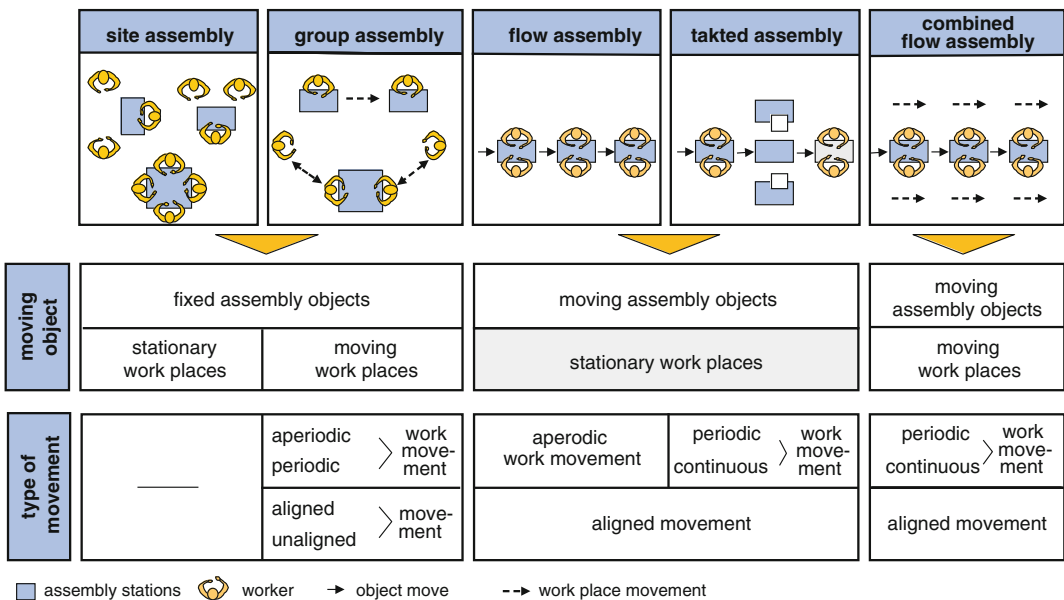 site assembly
group assembly
flow assembly
takted assembly
combined
flow assembly
moving
object
fixed assembly objects
moving assembly objects
moving
assembly objects
stationary
work places
moving
work places
stationary work places
moving
work places
type of
movement
aperiodic
periodic
work
move-
ment
aperodic
work movement
periodic
continuous
work
move-
ment
periodic
continuous
work
move-
ment
aligned
unaligned
move-
ment
aligned movement
aligned movement
assembly stations
worker
object move
work place movement